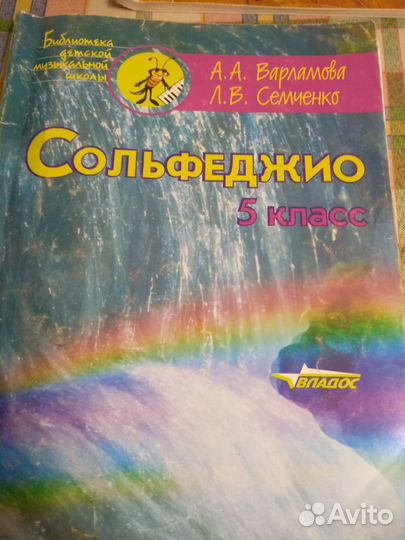 Библиотека
детской
музыкальной
школы
А.А. Варламова
Л.В. Семченко
Сольфеджио
5 класс
ВЛАДОС
Avito